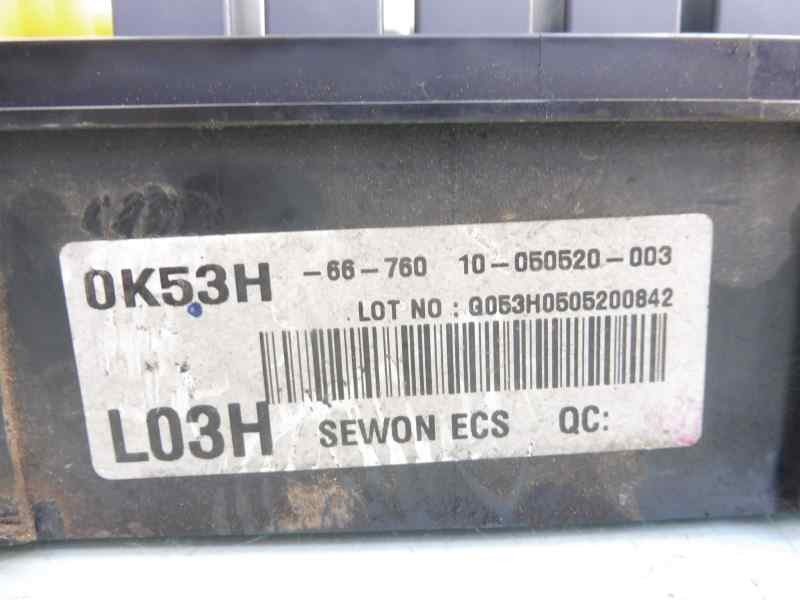 0K53H -66-760 10-050520-003
LOT NO : Q053H0505200842
L03H SEWON ECS QC: